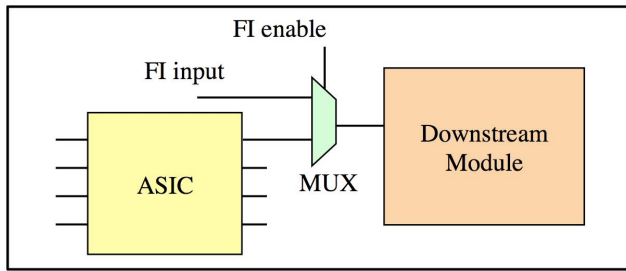 FI enable
FI input
ASIC
MUX
Downstream
Module